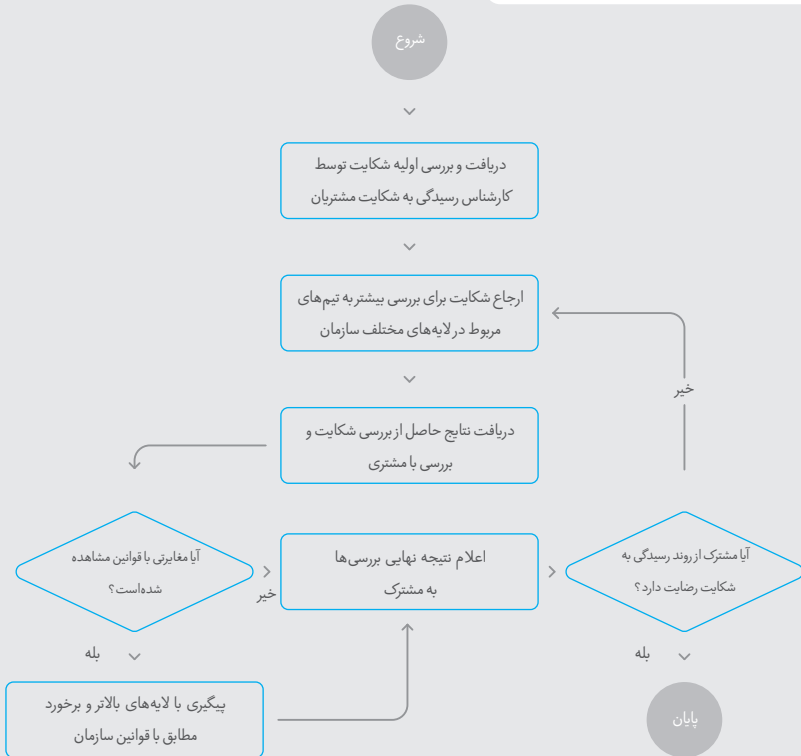 شروع
دریافت و بررسی اولیه شکایت توسط
کارشناس رسیدگی به شکایت مشتریان
ارجاع شکایت برای بررسی بیشتر به تیم‌های
مربوط در لایه‌های مختلف سازمان
خیر
دریافت نتایج حاصل از بررسی شکایت و
بررسی با مشتری
آیا مغایرتی با قوانین مشاهده
شده‌است؟
خیر
اعلام نتیجه نهایی بررسی‌ها
به مشترک
آیا مشترک از روند رسیدگی به
شکایت رضایت دارد؟
بله
بله
پیگیری با لایه‌های بالاتر و برخورد
مطابق با قوانین سازمان
پایان